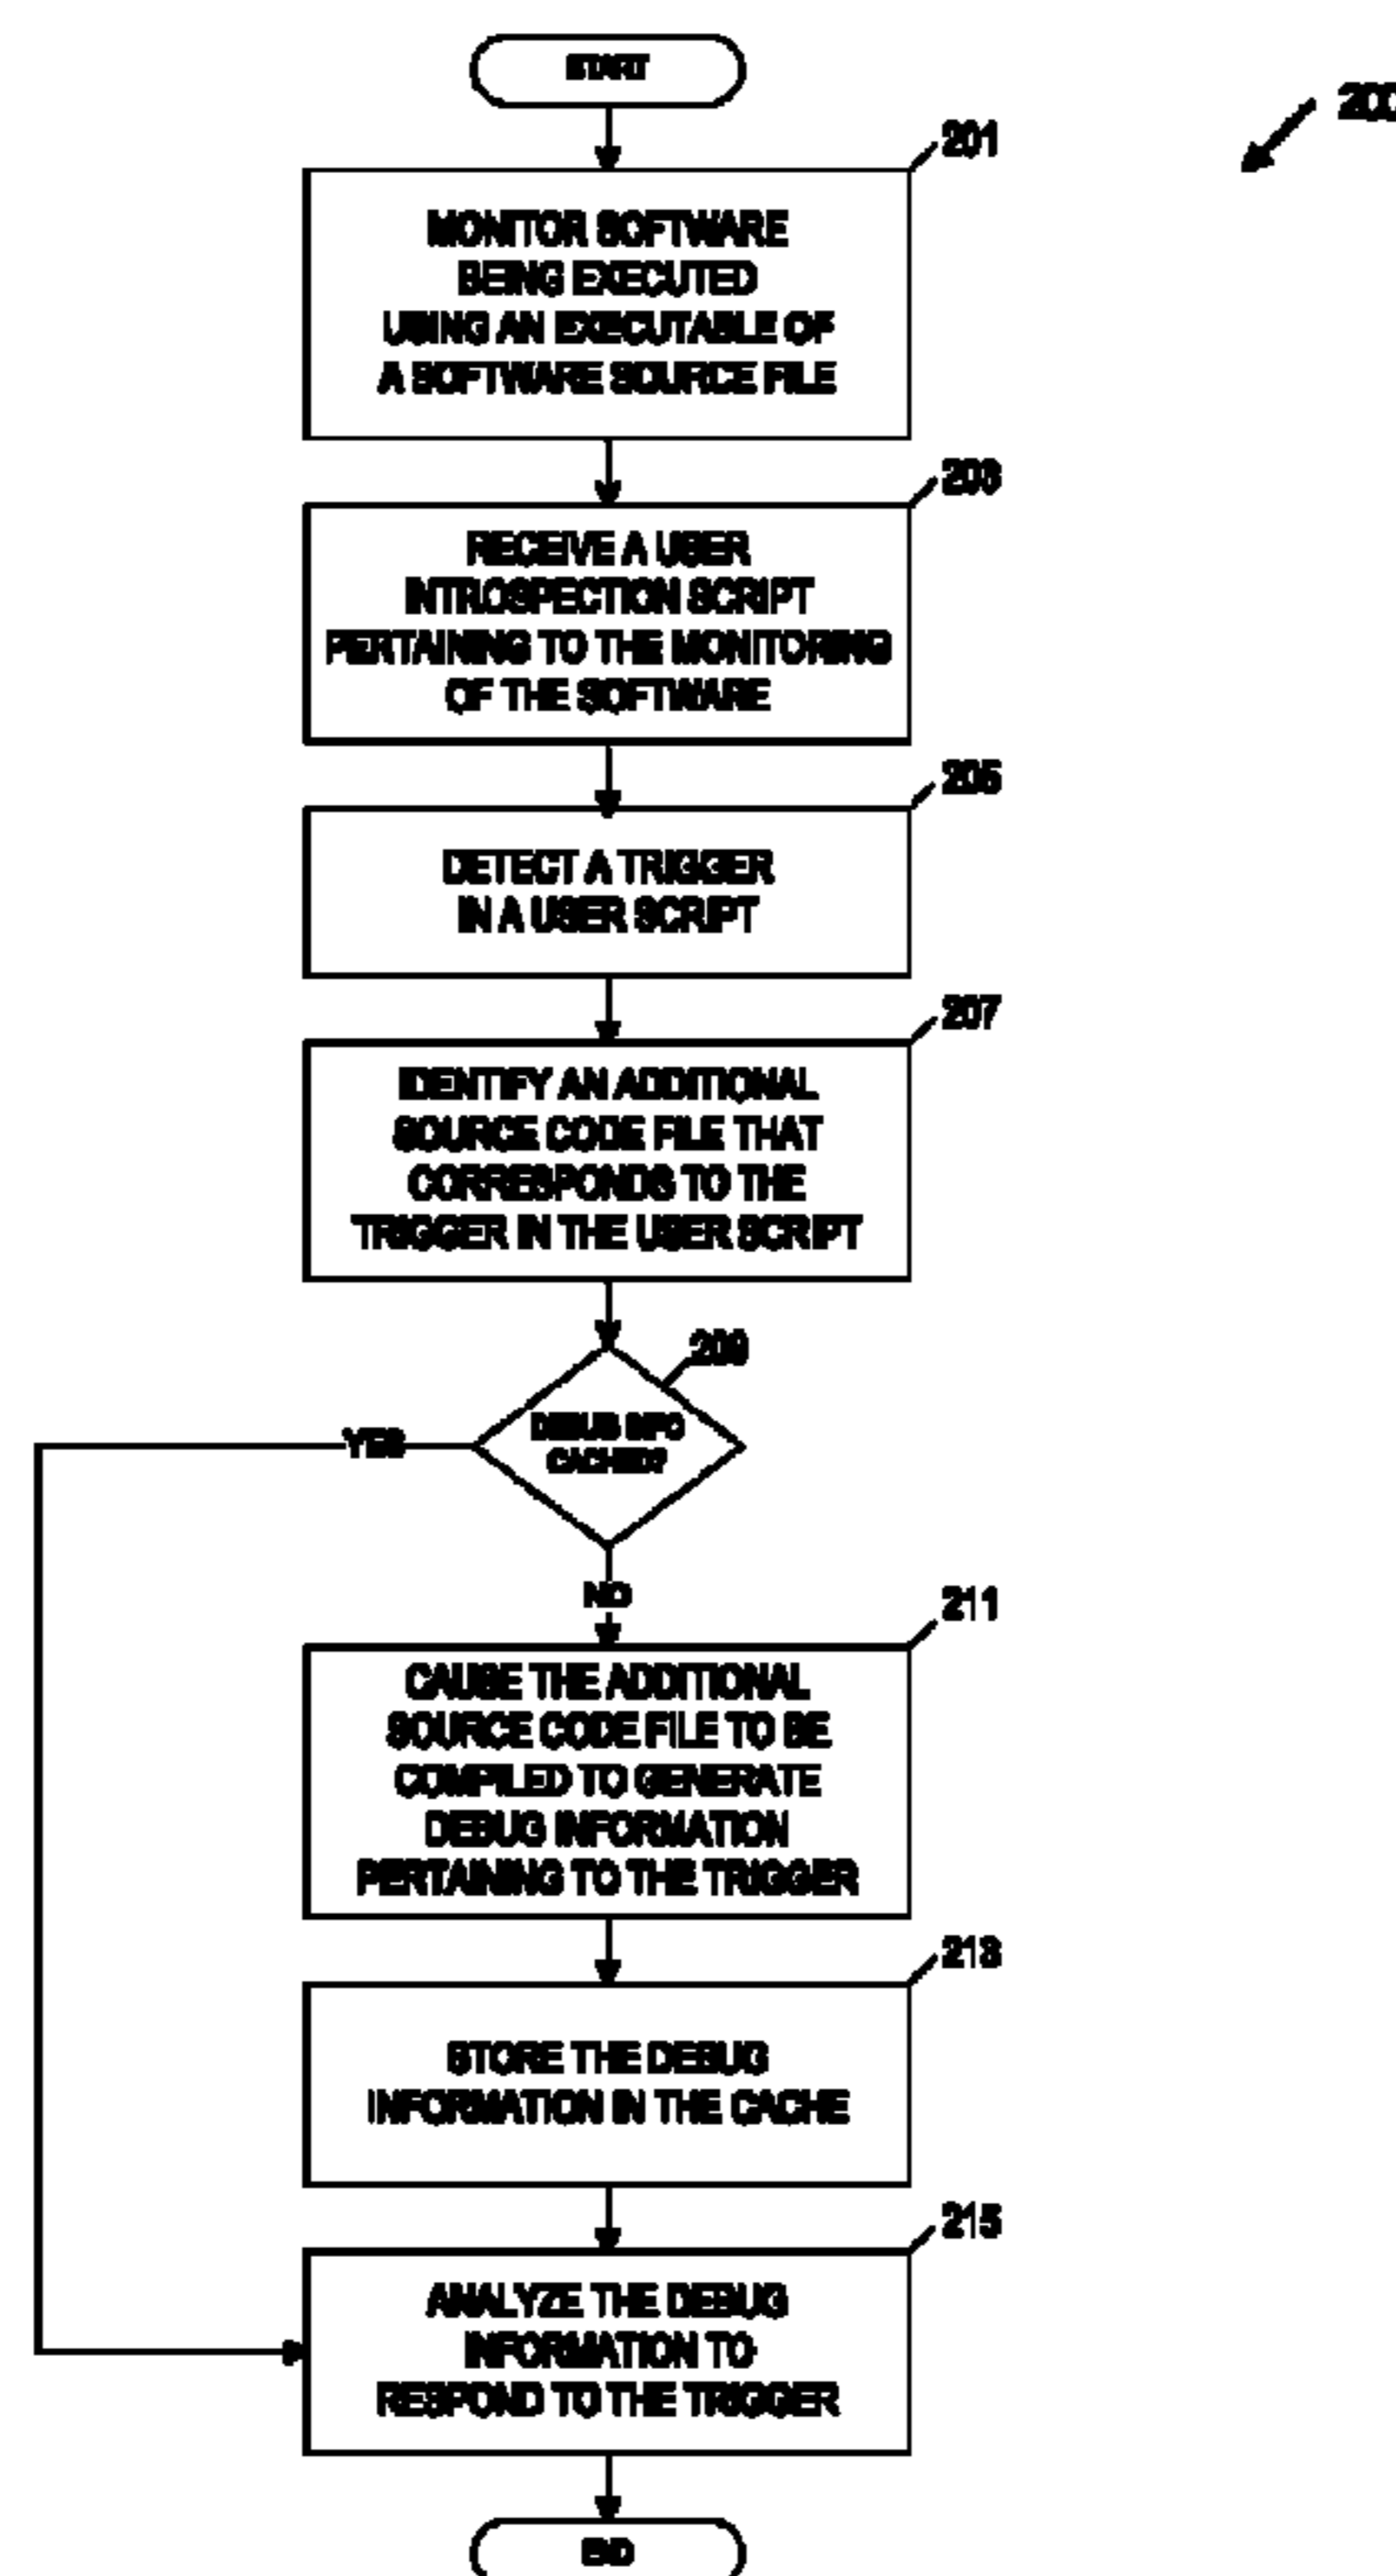 START
200
201
MONITOR SOFTWARE
BEING EXECUTED
USING AN EXECUTABLE OF
A SOFTWARE SOURCE FILE
203
RECEIVE A USER
INTROSPECTION SCRIPT
PERTAINING TO THE MONITORING
OF THE SOFTWARE
205
DETECT A TRIGGER
IN A USER SCRIPT
207
IDENTIFY AN ADDITIONAL
SOURCE CODE FILE THAT
CORRESPONDS TO THE
TRIGGER IN THE USER SCRIPT
209
DEBUG INFO
CACHED?
YES
NO
211
CAUSE THE ADDITIONAL
SOURCE CODE FILE TO BE
COMPILED TO GENERATE
DEBUG INFORMATION
PERTAINING TO THE TRIGGER
213
STORE THE DEBUG
INFORMATION IN THE CACHE
215
ANALYZE THE DEBUG
INFORMATION TO
RESPOND TO THE TRIGGER
END